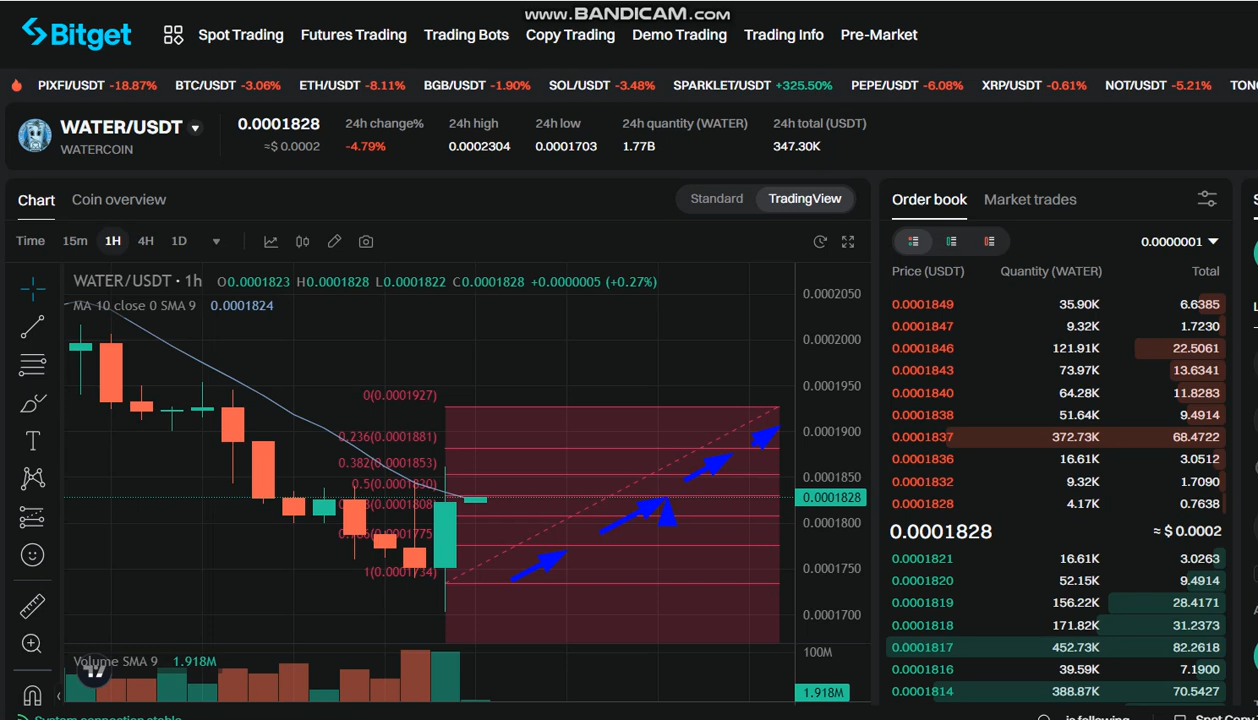 www.BANDICAM.com
Bitget Spot Trading Futures Trading Trading Bots Copy Trading Demo Trading Trading Info Pre-Market
PIXFI/USDT -18.87% BTC/USDT -3.06% ETH/USDT -8.11% BGB/USDT -1.90% SOL/USDT -3.48% SPARKLET/USDT +325.50% PEPE/USDT -6.08% XRP/USDT -0.61% NOT/USDT -5.21%
WATER/USDT 0.0001828 24h change% 24h high 24h low 24h quantity (WATER) 24h total (USDT)
WATERCOIN ≈$ 0.0002 -4.79% 0.0002304 0.0001703 1.77B 347.30K
Chart Coin overview Standard TradingView
Time 15m 1H 4H 1D
WATER/USDT · 1h O0.0001823 H0.0001828 L0.0001822 C0.0001828 +0.0000005 (+0.27%)
MA 10 close 0 SMA 9 0.0001824
0.0002050
0.0002000
0.0001950
0.0001900
0.0001850
0.0001828
0.0001800
0.0001750
0.0001700
0(0.0001927)
0.236(0.0001881)
0.382(0.0001853)
0.5(0.0001830)
1(0.0001734)
Volume SMA 9 1.918M
100M
1.918M
Order book Market trades
0.0000001
Price (USDT) Quantity (WATER) Total
0.0001849 35.90K 6.6385
0.0001847 9.32K 1.7230
0.0001846 121.91K 22.5061
0.0001843 73.97K 13.6341
0.0001840 64.28K 11.8283
0.0001838 51.64K 9.4914
0.0001837 372.73K 68.4722
0.0001836 16.61K 3.0512
0.0001832 9.32K 1.7090
0.0001828 4.17K 0.7638
0.0001828 ≈ $ 0.0002
0.0001821 16.61K 3.0263
0.0001820 52.15K 9.4914
0.0001819 156.22K 28.4171
0.0001818 171.82K 31.2373
0.0001817 452.73K 82.2618
0.0001816 39.59K 7.1900
0.0001814 388.87K 70.5427